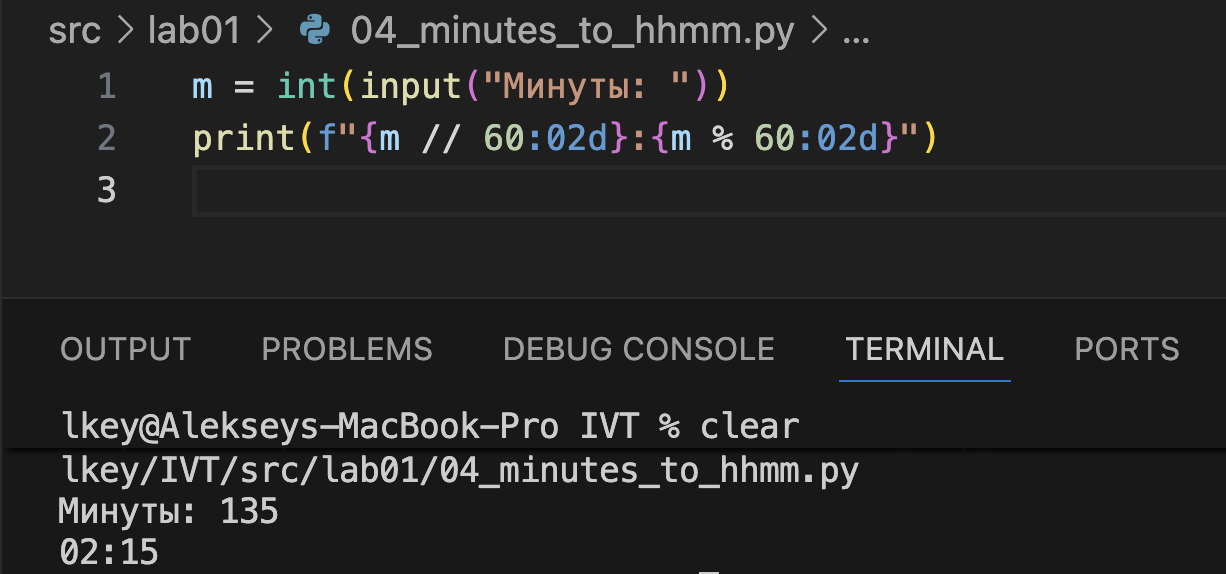 src > lab01 > 04_minutes_to_hhmm.py > ...
1 m = int(input("Минуты: "))
2 print(f"{m // 60:02d}:{m % 60:02d}")
3
OUTPUT PROBLEMS DEBUG CONSOLE TERMINAL PORTS
lkey@Alekseys-MacBook-Pro IVT % clear
lkey/IVT/src/lab01/04_minutes_to_hhmm.py
Минуты: 135
02:15